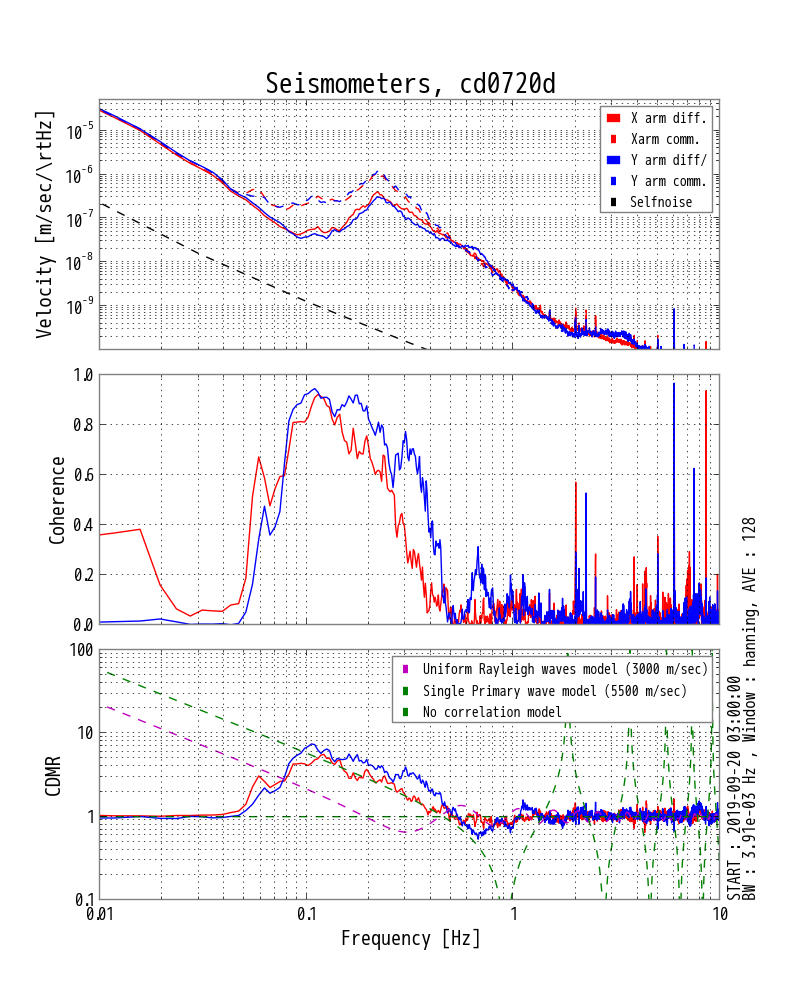 Seismometers, cd0720d
Velocity [m/sec/\rtHz]
10^-5
10^-6
10^-7
10^-8
10^-9
X arm diff.
Xarm comm.
Y arm diff/
Y arm comm.
Selfnoise
Coherence
1.0
0.8
0.6
0.4
0.2
0.0
CDMR
100
10
1
0.1
Uniform Rayleigh waves model (3000 m/sec)
Single Primary wave model (5500 m/sec)
No correlation model
0.01
0.1
1
10
Frequency [Hz]
START : 2019-09-20 03:00:00
BW : 3.91e-03 Hz , Window : hanning, AVE : 128